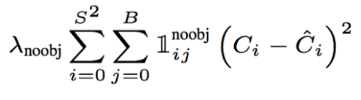 λ_noobj ∑_{i=0}^{S^2} ∑_{j=0}^{B} 𝟙_{ij}^{noobj} (C_i − Ĉ_i)^2